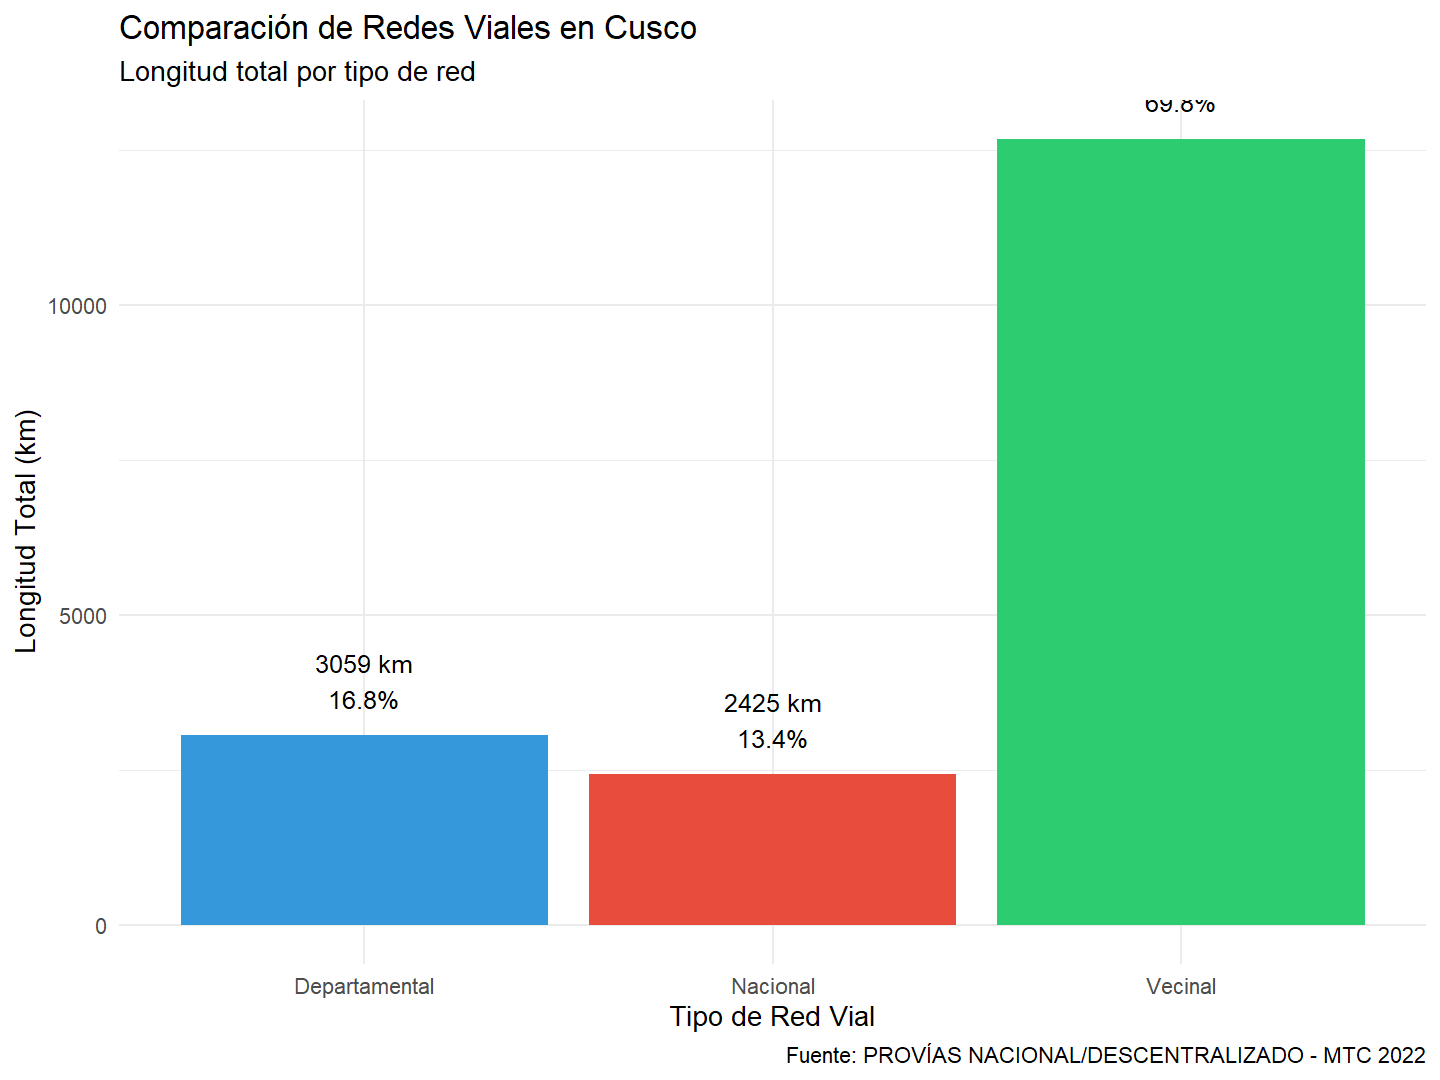 Comparación de Redes Viales en Cusco
Longitud total por tipo de red
69.8%
10000
5000
0
Longitud Total (km)
3059 km
16.8%
2425 km
13.4%
Departamental
Nacional
Vecinal
Tipo de Red Vial
Fuente: PROVÍAS NACIONAL/DESCENTRALIZADO - MTC 2022